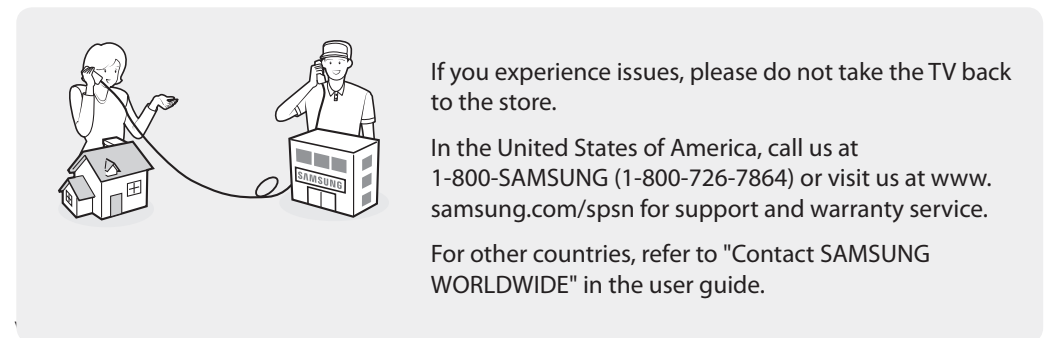 If you experience issues, please do not take the TV back
to the store.
In the United States of America, call us at
1-800-SAMSUNG (1-800-726-7864) or visit us at www.
samsung.com/spsn for support and warranty service.
For other countries, refer to "Contact SAMSUNG
WORLDWIDE" in the user guide.
SAMSUNG